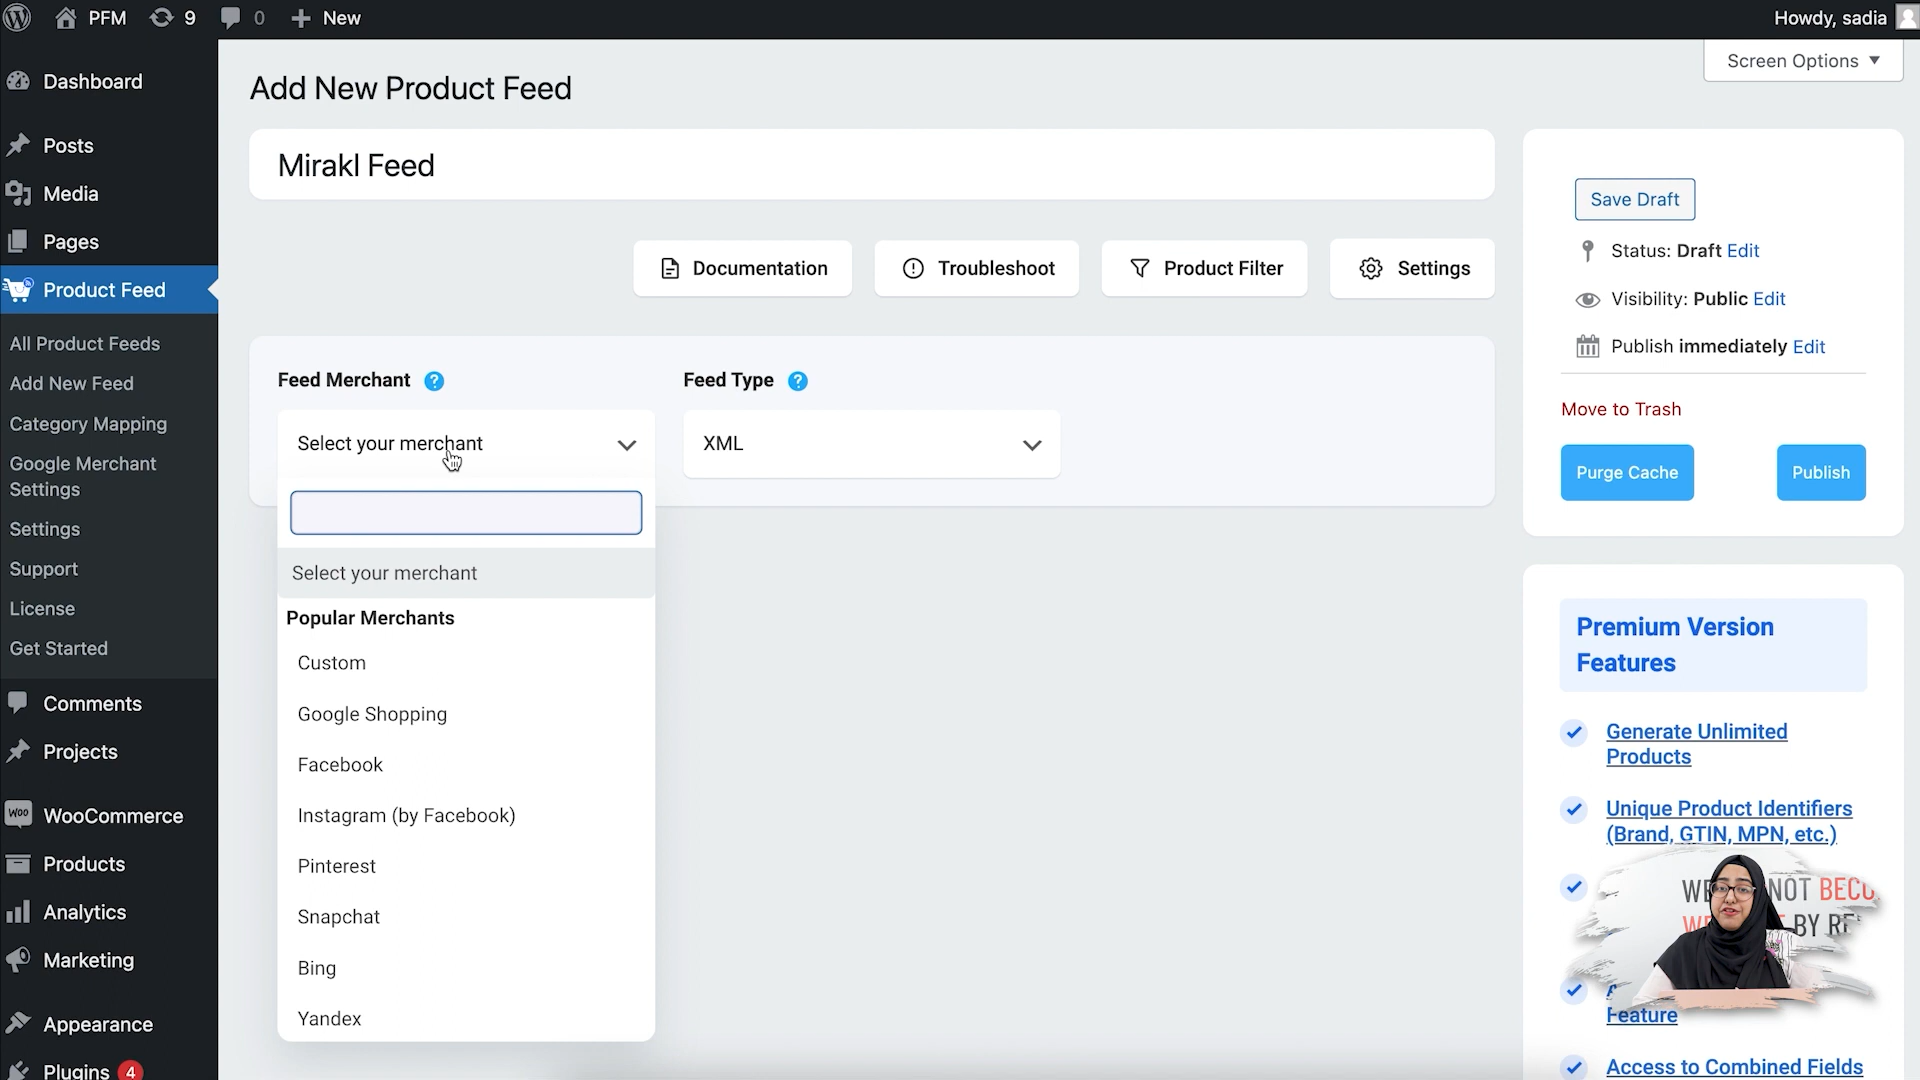 PFM
9
0
New
Howdy, sadia
Screen Options
Dashboard
Posts
Media
Pages
Product Feed
All Product Feeds
Add New Feed
Category Mapping
Google Merchant
Settings
Settings
Support
License
Get Started
Comments
Projects
WOO
WooCommerce
Products
Analytics
Marketing
Appearance
Plugins 4
Add New Product Feed
Mirakl Feed
Documentation
Troubleshoot
Product Filter
Settings
Feed Merchant ?
Feed Type ?
Select your merchant
XML
Select your merchant
Popular Merchants
Custom
Google Shopping
Facebook
Instagram (by Facebook)
Pinterest
Snapchat
Bing
Yandex
Save Draft
Status: Draft Edit
Visibility: Public Edit
Publish immediately Edit
Move to Trash
Purge Cache
Publish
Premium Version
Features
Generate Unlimited
Products
Unique Product Identifiers
(Brand, GTIN, MPN, etc.)
NOT
BY
Feature
Access to Combined Fields